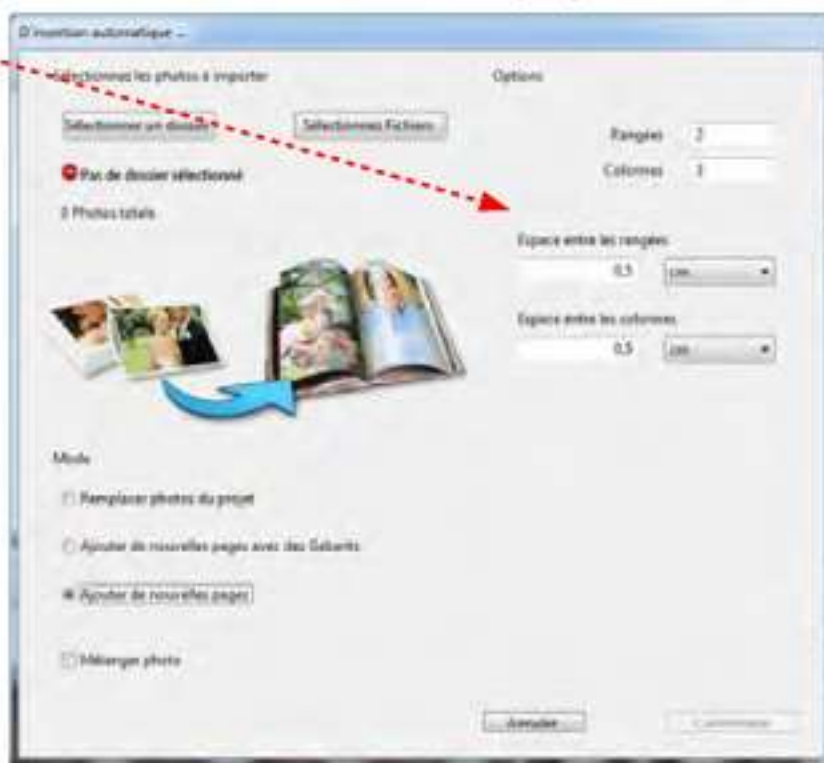 D'insertion automatique ...
Sélectionnez les photos à importer
Options
Sélectionner un dossier
Sélectionnez Fichiers
Rangées 2
Pas de dossier sélectionné
Colonnes 3
0 Photos totale
Espace entre les rangées
0,5 cm
Espace entre les colonnes
0,5 cm
Mode
Remplacer photos du projet
Ajouter de nouvelles pages avec des Gabarits
Ajouter de nouvelles pages
Mélanger photo
Annuler